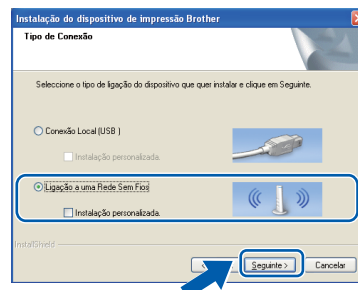 Instalação do dispositivo de impressão Brother
Tipo de Conexão
Seleccione o tipo de ligação do dispositivo que quer instalar e clique em Seguinte.
Conexão Local (USB )
Instalação personalizada.
Ligação a uma Rede Sem Fios
Instalação personalizada.
InstallShield
< Seguinte > Cancelar